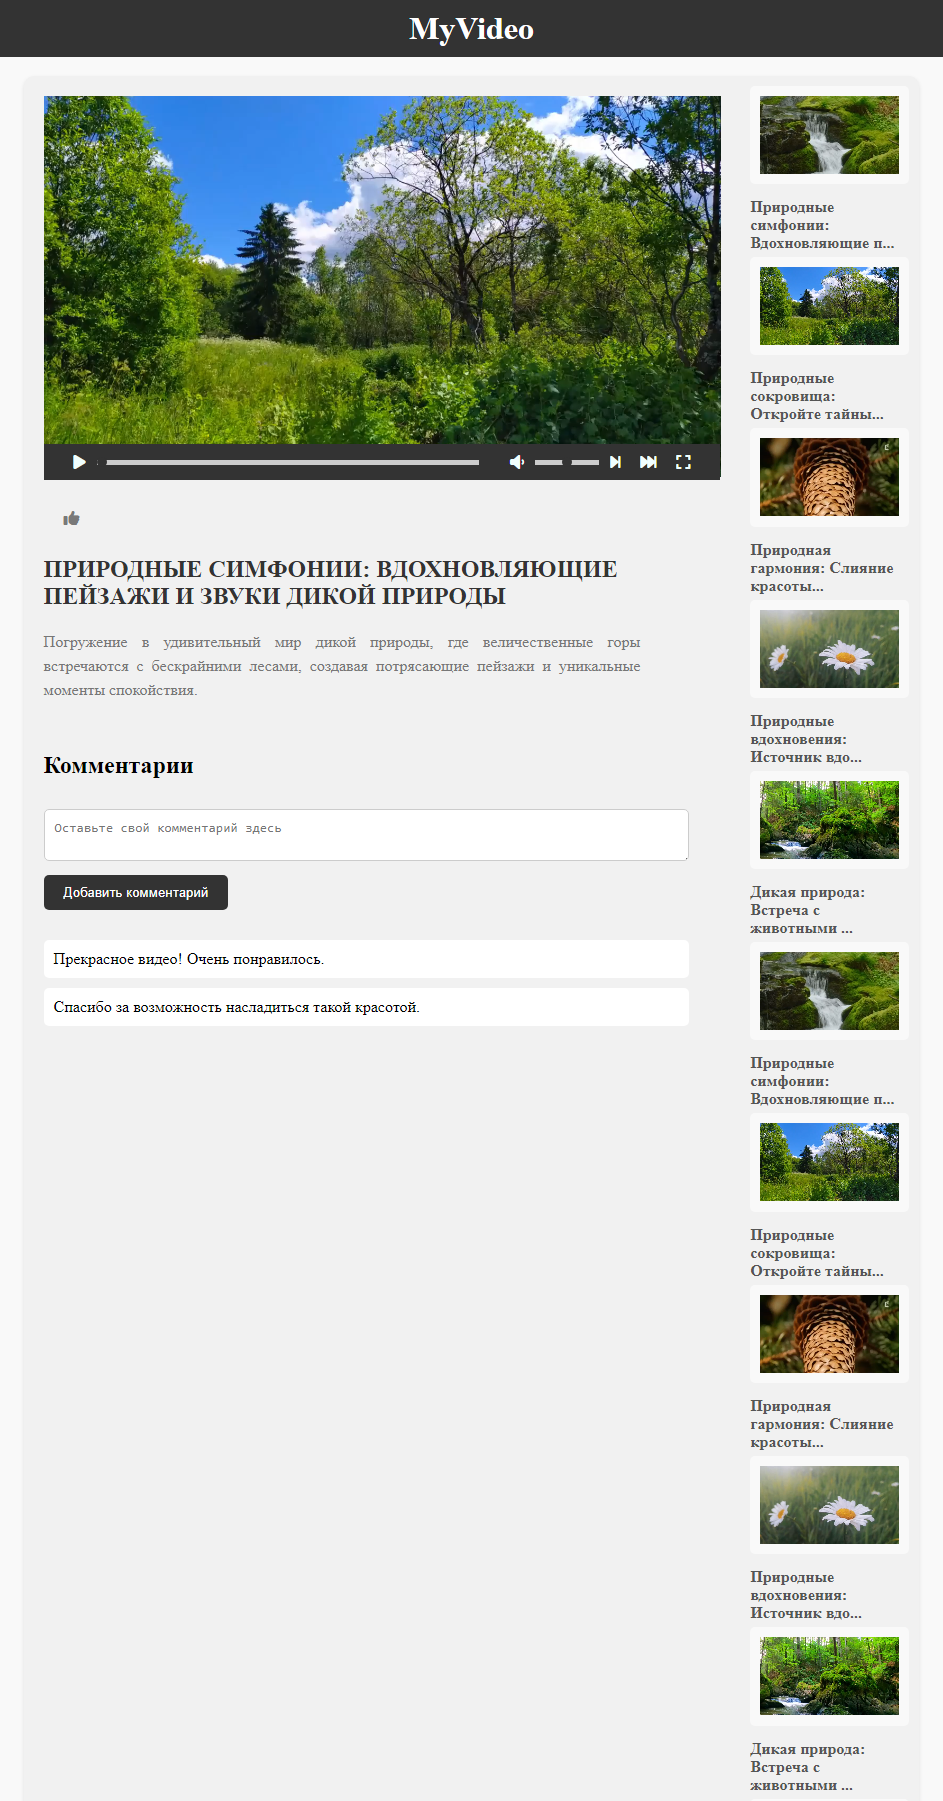 MyVideo
ПРИРОДНЫЕ СИМФОНИИ: ВДОХНОВЛЯЮЩИЕ
ПЕЙЗАЖИ И ЗВУКИ ДИКОЙ ПРИРОДЫ
Погружение в удивительный мир дикой природы, где величественные горы
встречаются с бескрайними лесами, создавая потрясающие пейзажи и уникальные
моменты спокойствия.
Комментарии
Оставьте свой комментарий здесь
Добавить комментарий
Прекрасное видео! Очень понравилось.
Спасибо за возможность насладиться такой красотой.
Природные
симфонии:
Вдохновляющие п...
Природные
сокровища:
Откройте тайны...
Природная
гармония: Слияние
красоты...
Природные
вдохновения:
Источник вдо...
Дикая природа:
Встреча с
животными ...
Природные
симфонии:
Вдохновляющие п...
Природные
сокровища:
Откройте тайны...
Природная
гармония: Слияние
красоты...
Природные
вдохновения:
Источник вдо...
Дикая природа:
Встреча с
животными ...